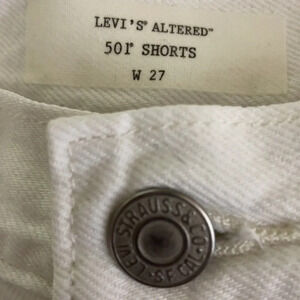 LEVI'S® ALTERED™
501® SHORTS
W 27
LEVI STRAUSS & CO.
S F CAL